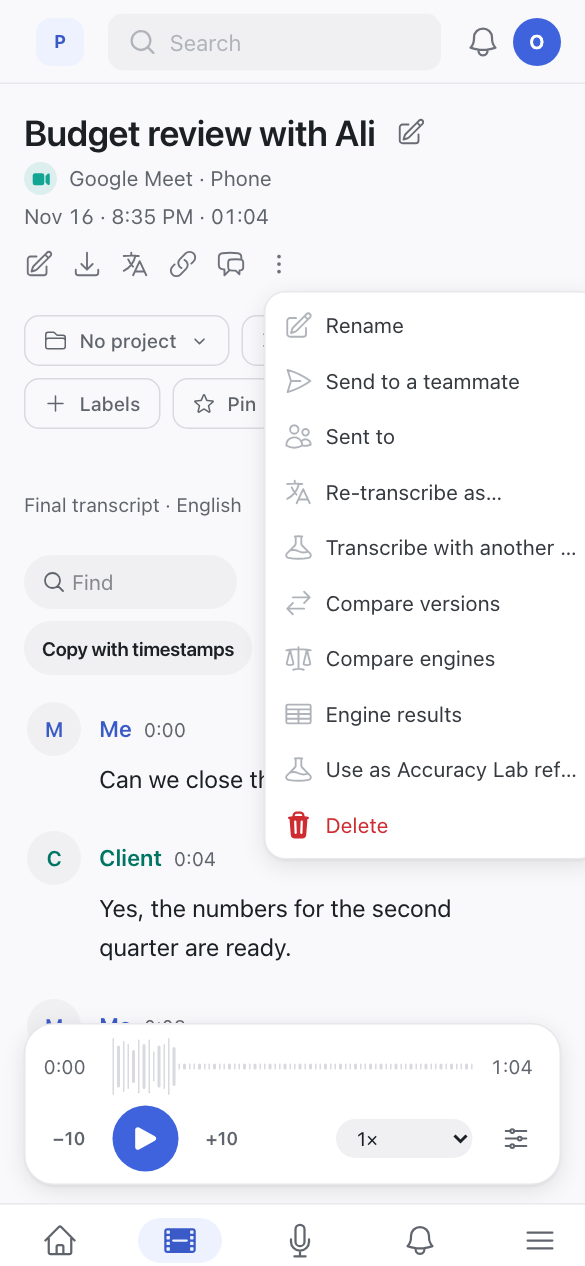 P
Search
O
Budget review with Ali
Google Meet · Phone
Nov 16 · 8:35 PM · 01:04
No project
Labels
Pin
Rename
Send to a teammate
Sent to
Re-transcribe as...
Transcribe with another ...
Compare versions
Compare engines
Engine results
Use as Accuracy Lab ref...
Delete
Final transcript · English
Find
Copy with timestamps
M
Me 0:00
Can we close
C
Client 0:04
Yes, the numbers for the second
quarter are ready.
M
Me
0:00
1:04
−10
+10
1×